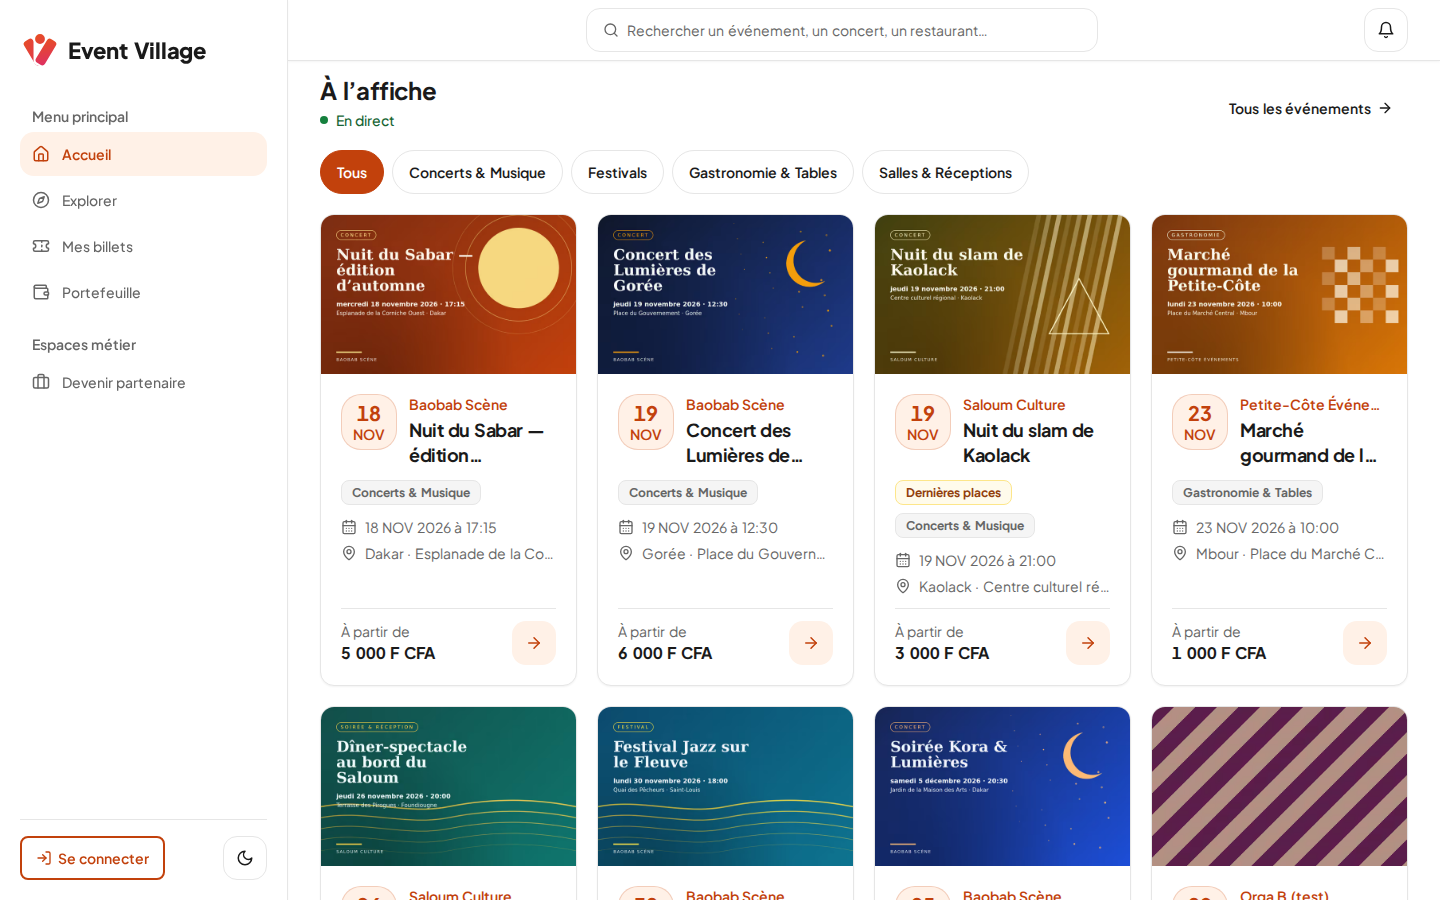 Event Village
Rechercher un événement, un concert, un restaurant…
Menu principal
Accueil
Explorer
Mes billets
Portefeuille
Espaces métier
Devenir partenaire
Se connecter
À l’affiche
En direct
Tous les événements
Tous
Concerts & Musique
Festivals
Gastronomie & Tables
Salles & Réceptions
CONCERT
Nuit du Sabar —
édition
d’automne
mercredi 18 novembre 2026 · 17:15
Esplanade de la Corniche Ouest · Dakar
BAOBAB SCÈNE
18
NOV
Baobab Scène
Nuit du Sabar —
édition…
Concerts & Musique
18 NOV 2026 à 17:15
Dakar · Esplanade de la Co…
À partir de
5 000 F CFA
CONCERT
Concert des
Lumières de
Gorée
jeudi 19 novembre 2026 · 12:30
Place du Gouvernement · Gorée
BAOBAB SCÈNE
19
NOV
Baobab Scène
Concert des
Lumières de…
Concerts & Musique
19 NOV 2026 à 12:30
Gorée · Place du Gouvern…
À partir de
6 000 F CFA
CONCERT
Nuit du slam de
Kaolack
jeudi 19 novembre 2026 · 21:00
Centre culturel régional · Kaolack
SALOUM CULTURE
19
NOV
Saloum Culture
Nuit du slam de
Kaolack
Dernières places
Concerts & Musique
19 NOV 2026 à 21:00
Kaolack · Centre culturel ré…
À partir de
3 000 F CFA
GASTRONOMIE
Marché
gourmand de la
Petite-Côte
lundi 23 novembre 2026 · 10:00
Place du Marché Central · Mbour
PETITE-CÔTE ÉVÉNEMENTS
23
NOV
Petite-Côte Événe…
Marché
gourmand de l…
Gastronomie & Tables
23 NOV 2026 à 10:00
Mbour · Place du Marché C…
À partir de
1 000 F CFA
SOIRÉE & RÉCEPTION
Dîner-spectacle
au bord du
Saloum
jeudi 26 novembre 2026 · 20:00
Terrasse des Pirogues · Foundiougne
SALOUM CULTURE
Saloum Culture
FESTIVAL
Festival Jazz sur
le Fleuve
lundi 30 novembre 2026 · 18:00
Quai des Pêcheurs · Saint-Louis
BAOBAB SCÈNE
Baobab Scène
CONCERT
Soirée Kora &
Lumières
samedi 5 décembre 2026 · 20:30
Jardin de la Maison des Arts · Dakar
BAOBAB SCÈNE
Baobab Scène
Orga B (test)